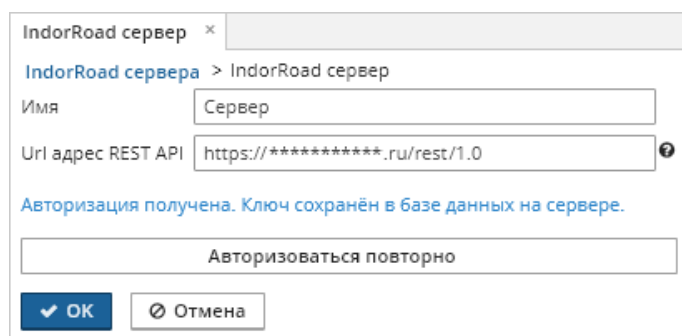 IndorRoad сервер ×
IndorRoad сервера > IndorRoad сервер
Имя Сервер
Url адрес REST API https://***********.ru/rest/1.0
Авторизация получена. Ключ сохранён в базе данных на сервере.
Авторизоваться повторно
ОК Отмена